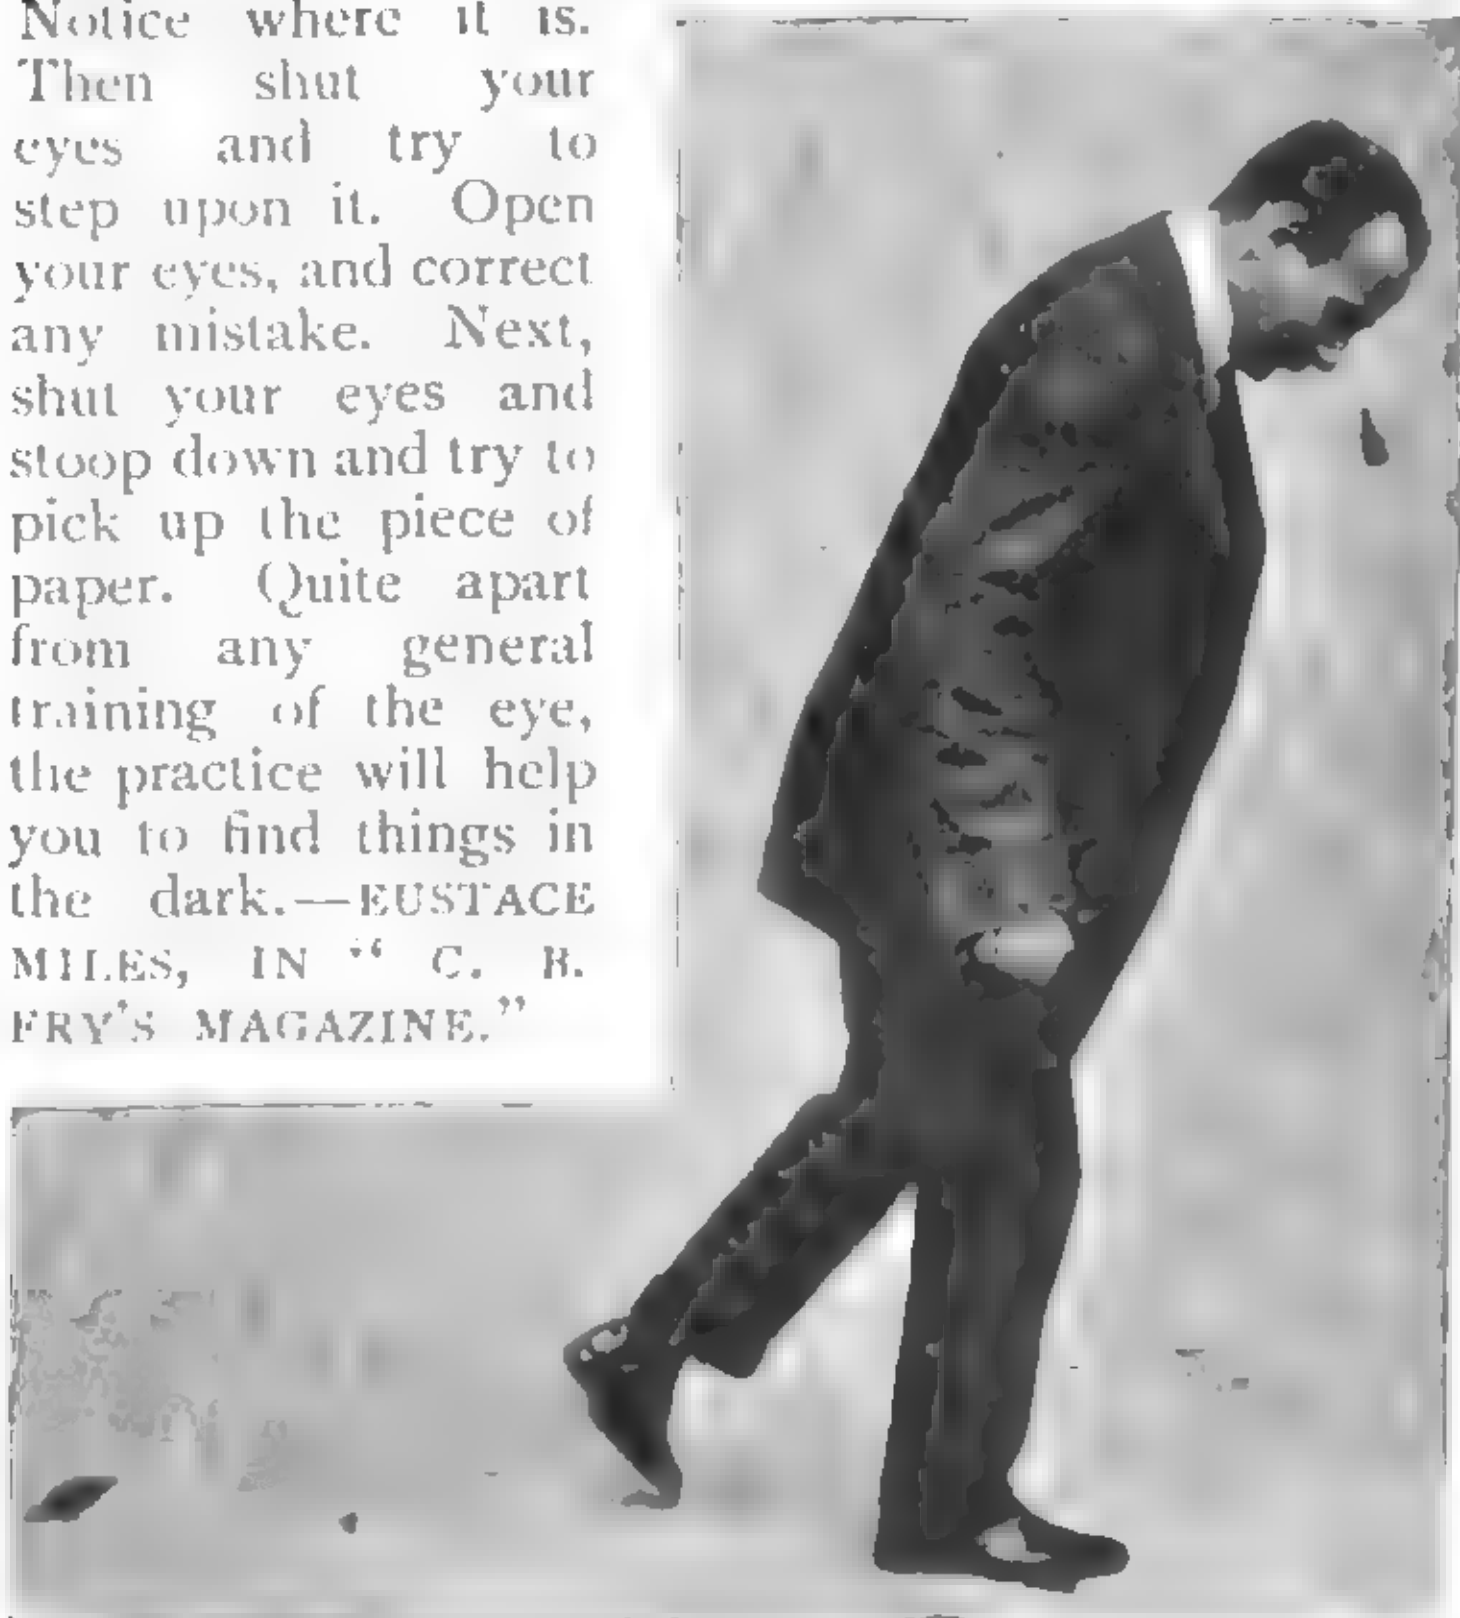 Notice where it is.
Then shut your
eyes and try to
step upon it. Open
your eyes, and correct
any mistake. Next,
shut your eyes and
stoop down and try to
pick up the piece of
paper. Quite apart
from any general
training of the eye,
the practice will help
you to find things in
the dark.—EUSTACE
MILES, IN “ C. B.
FRY’S MAGAZINE.”